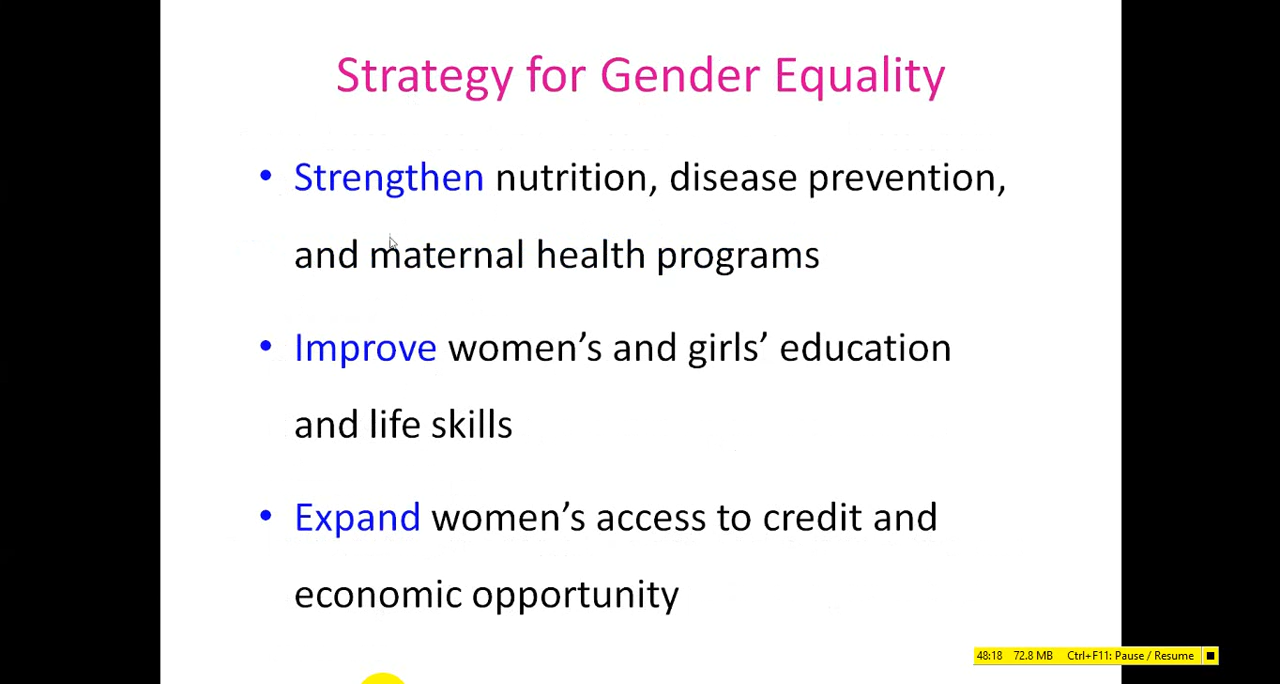 Strategy for Gender Equality
• Strengthen nutrition, disease prevention,
and maternal health programs
• Improve women’s and girls’ education
and life skills
• Expand women’s access to credit and
economic opportunity
48:18 72.8 MB Ctrl+F11: Pause / Resume